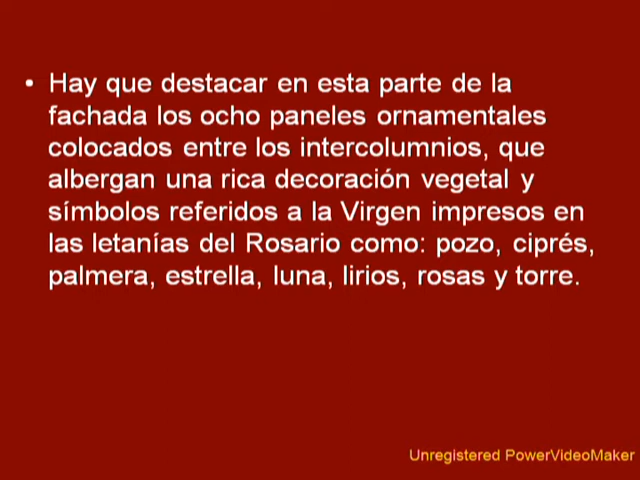 • Hay que destacar en esta parte de la
fachada los ocho paneles ornamentales
colocados entre los intercolumnios, que
albergan una rica decoración vegetal y
símbolos referidos a la Virgen impresos en
las letanías del Rosario como: pozo, ciprés,
palmera, estrella, luna, lirios, rosas y torre.
Unregistered PowerVideoMaker